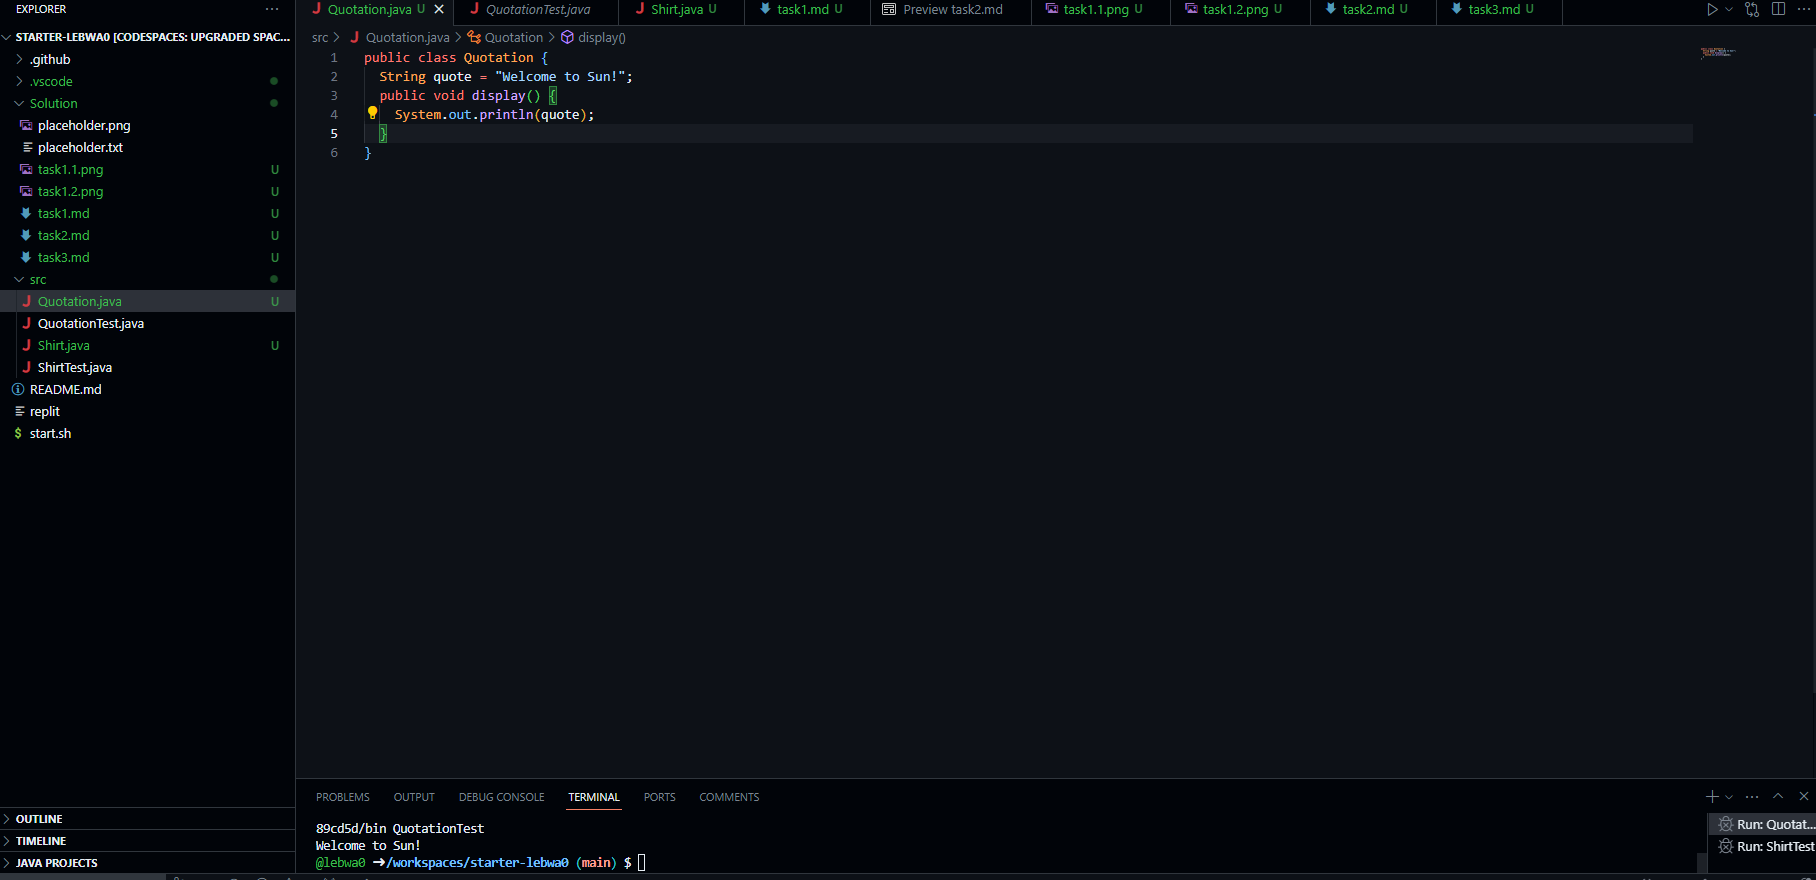 EXPLORER ...
STARTER-LEBWA0 [CODESPACES: UPGRADED SPAC...
.github
.vscode
Solution
placeholder.png
placeholder.txt
task1.1.png U
task1.2.png U
task1.md U
task2.md U
task3.md U
src
Quotation.java U
QuotationTest.java
Shirt.java U
ShirtTest.java
README.md
replit
$ start.sh
OUTLINE
TIMELINE
JAVA PROJECTS
Quotation.java U QuotationTest.java Shirt.java U task1.md U Preview task2.md task1.1.png U task1.2.png U task2.md U task3.md U
src > Quotation.java > Quotation > display()
1 public class Quotation {
2 String quote = "Welcome to Sun!";
3 public void display() {
4 System.out.println(quote);
5 }
6 }
PROBLEMS OUTPUT DEBUG CONSOLE TERMINAL PORTS COMMENTS
89cd5d/bin QuotationTest
Welcome to Sun!
@lebwa0 ➜/workspaces/starter-lebwa0 (main) $
Run: Quotat...
Run: ShirtTest